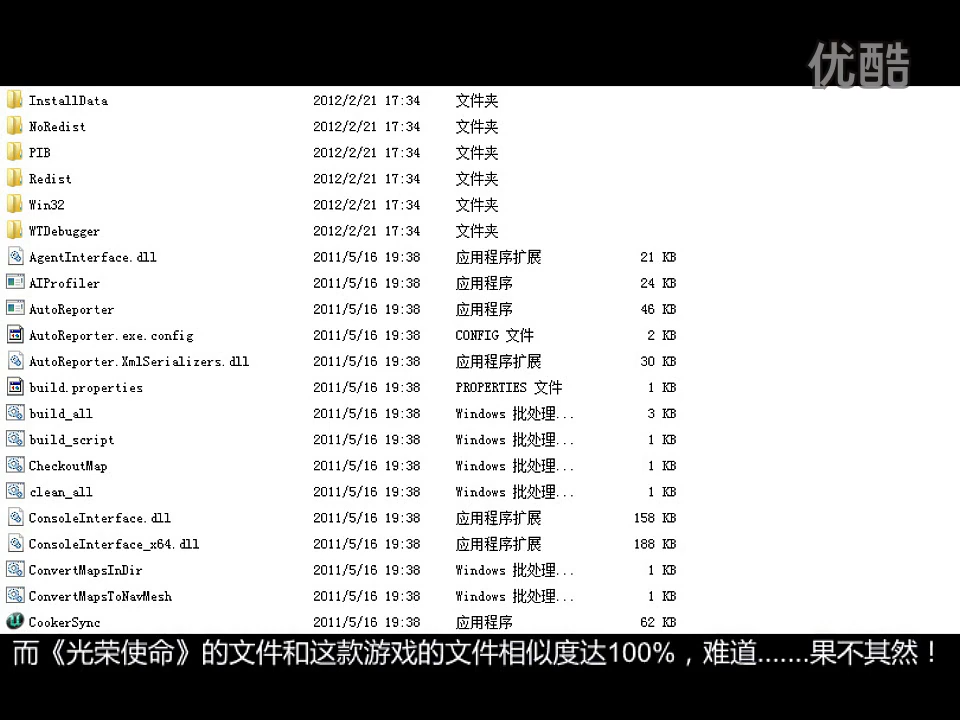 优酷
InstallData 2012/2/21 17:34 文件夹
NoRedist 2012/2/21 17:34 文件夹
PIB 2012/2/21 17:34 文件夹
Redist 2012/2/21 17:34 文件夹
Win32 2012/2/21 17:34 文件夹
WTDebugger 2012/2/21 17:34 文件夹
AgentInterface.dll 2011/5/16 19:38 应用程序扩展 21 KB
AIProfiler 2011/5/16 19:38 应用程序 24 KB
AutoReporter 2011/5/16 19:38 应用程序 46 KB
AutoReporter.exe.config 2011/5/16 19:38 CONFIG 文件 2 KB
AutoReporter.XmlSerializers.dll 2011/5/16 19:38 应用程序扩展 30 KB
build.properties 2011/5/16 19:38 PROPERTIES 文件 1 KB
build_all 2011/5/16 19:38 Windows 批处理... 3 KB
build_script 2011/5/16 19:38 Windows 批处理... 1 KB
CheckoutMap 2011/5/16 19:38 Windows 批处理... 1 KB
clean_all 2011/5/16 19:38 Windows 批处理... 1 KB
ConsoleInterface.dll 2011/5/16 19:38 应用程序扩展 158 KB
ConsoleInterface_x64.dll 2011/5/16 19:38 应用程序扩展 188 KB
ConvertMapsInDir 2011/5/16 19:38 Windows 批处理... 1 KB
ConvertMapsToNavMesh 2011/5/16 19:38 Windows 批处理... 1 KB
CookerSync 2011/5/16 19:38 应用程序 62 KB
而《光荣使命》的文件和这款游戏的文件相似度达100%，难道.......果不其然！